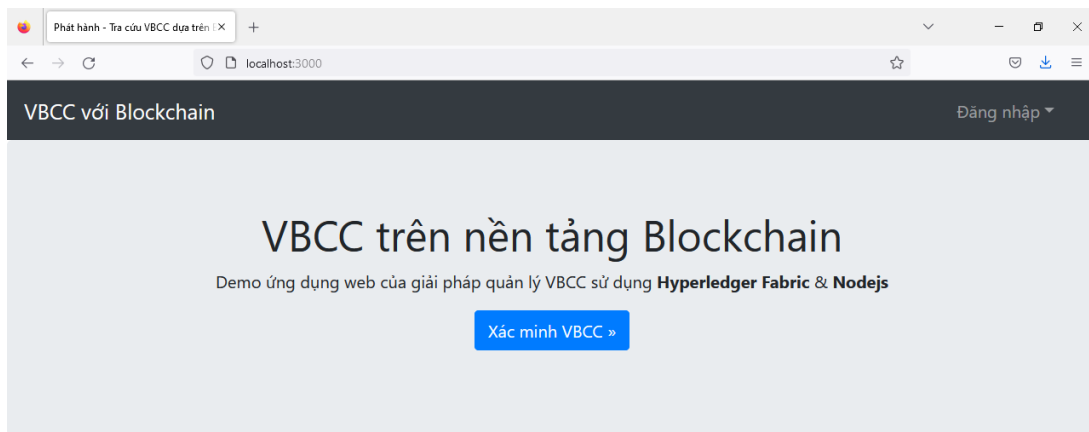 Phát hành - Tra cứu VBCC dựa trên
localhost:3000
VBCC với Blockchain
Đăng nhập
VBCC trên nền tảng Blockchain
Demo ứng dụng web của giải pháp quản lý VBCC sử dụng Hyperledger Fabric & Nodejs
Xác minh VBCC »